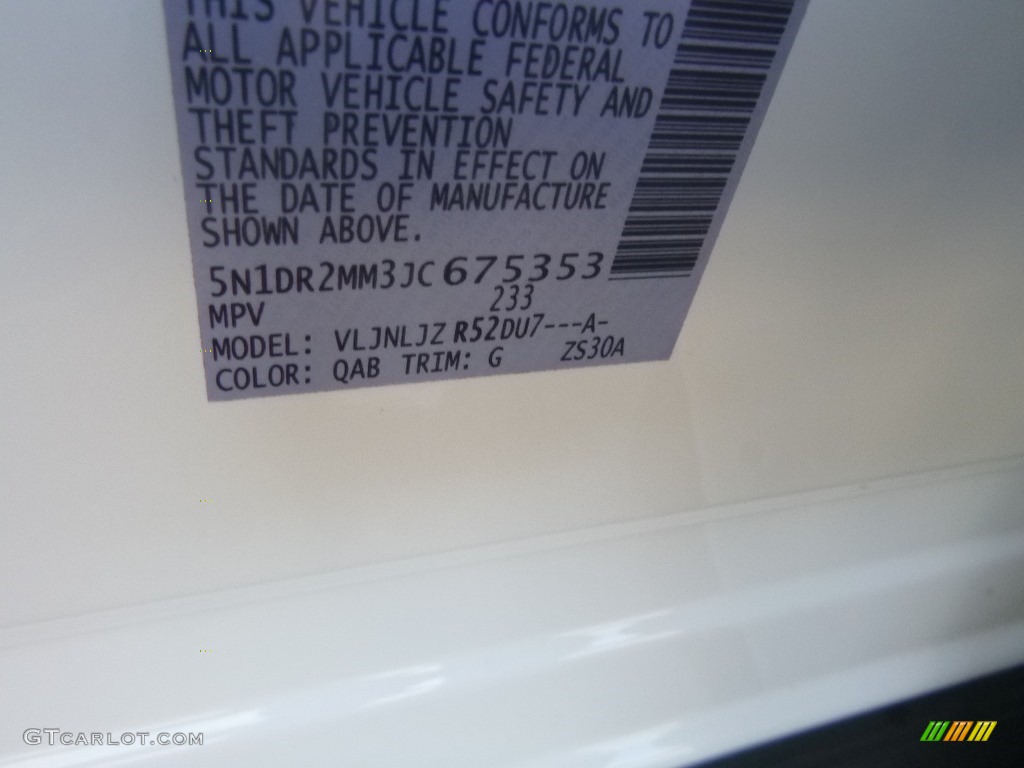 THIS VEHICLE CONFORMS TO
ALL APPLICABLE FEDERAL
MOTOR VEHICLE SAFETY AND
THEFT PREVENTION
STANDARDS IN EFFECT ON
THE DATE OF MANUFACTURE
SHOWN ABOVE.
5N1DR2MM3JC675353
MPV 233
MODEL: VLJNLJZ R52DU7---A-
COLOR: QAB TRIM: G ZS30A
GTCARLOT.COM